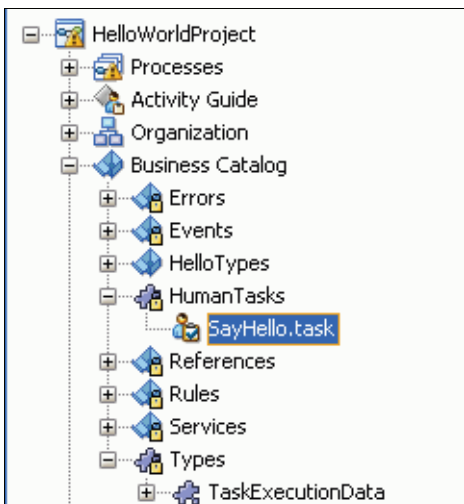 HelloWorldProject
Processes
Activity Guide
Organization
Business Catalog
Errors
Events
HelloTypes
HumanTasks
SayHello.task
References
Rules
Services
Types
TaskExecutionData